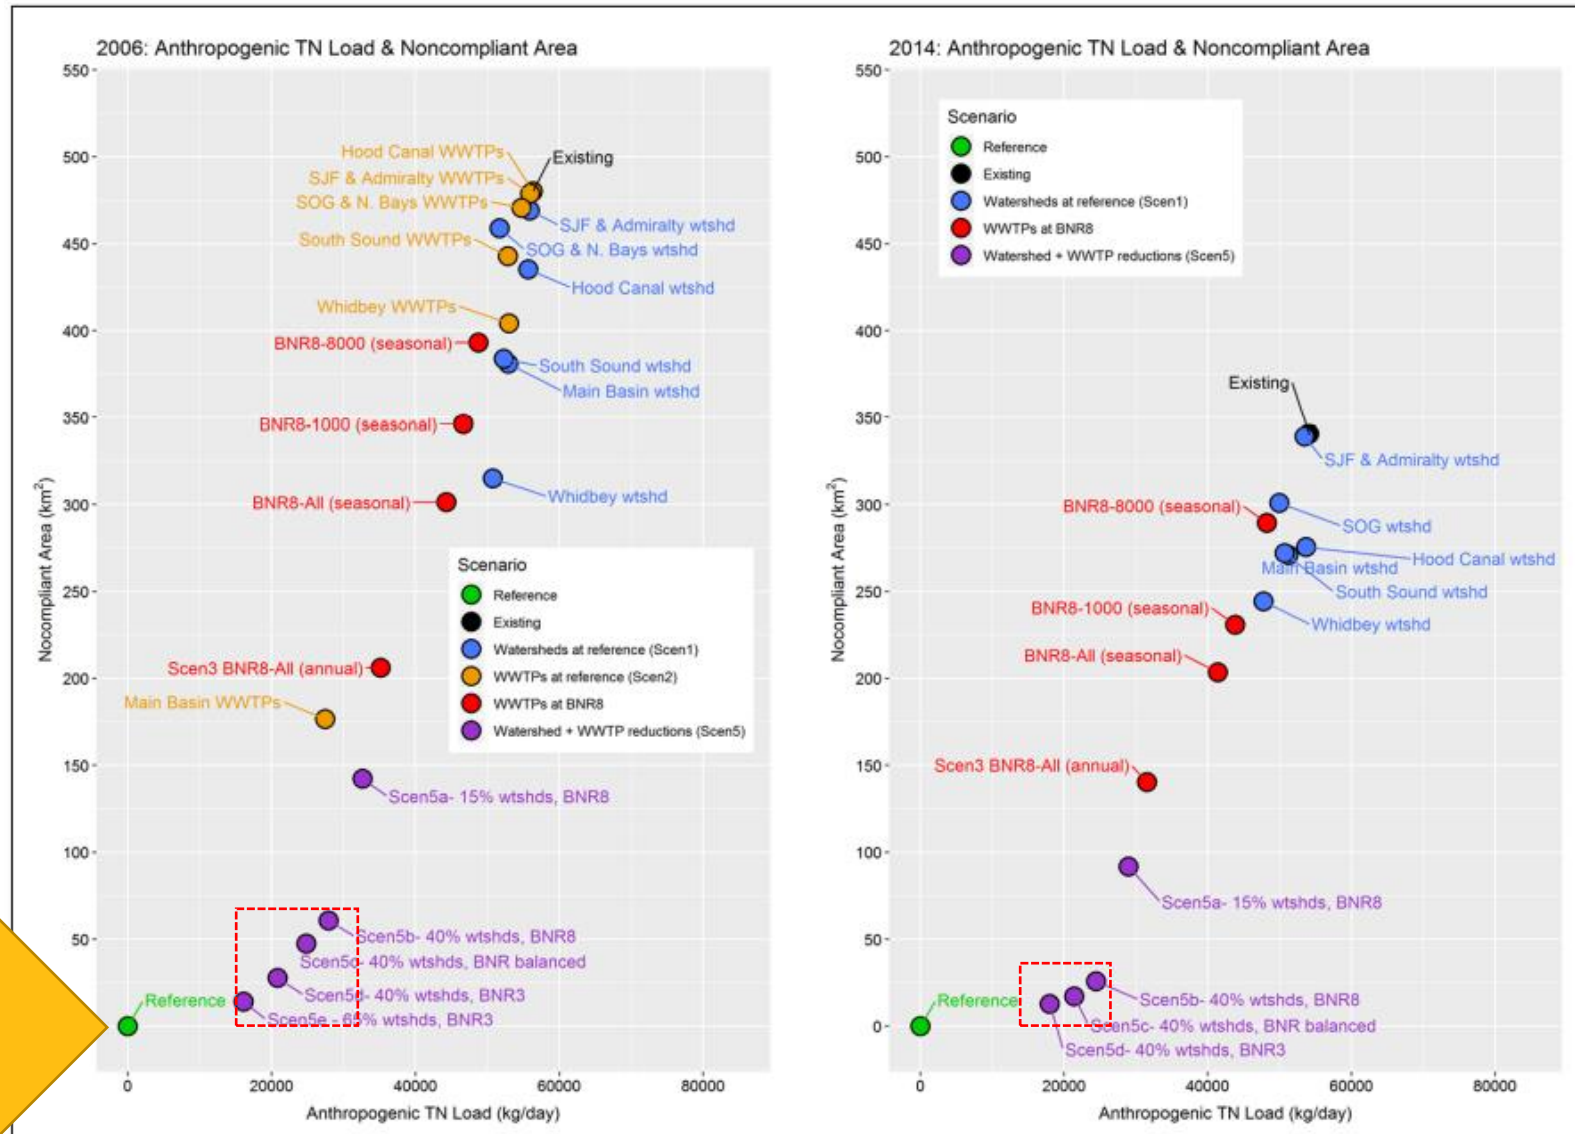 2006: Anthropogenic TN Load & Noncompliant Area
550
500
450
400
350
300
250
200
150
100
50
0
Nocompliant Area (km²)
Hood Canal WWTPs
Existing
SJF & Admiralty WWTPs
SOG & N. Bays WWTPs
SJF & Admiralty wtshd
South Sound WWTPs
SOG & N. Bays wtshd
Hood Canal wtshd
Whidbey WWTPs
BNR8-8000 (seasonal)
South Sound wtshd
Main Basin wtshd
BNR8-1000 (seasonal)
BNR8-All (seasonal)
Whidbey wtshd
Scenario
Reference
Existing
Watersheds at reference (Scen1)
WWTPs at reference (Scen2)
WWTPs at BNR8
Watershed + WWTP reductions (Scen5)
Scen3 BNR8-All (annual)
Main Basin WWTPs
Scen5a- 15% wtshds, BNR8
Scen5b- 40% wtshds, BNR8
Scen5c- 40% wtshds, BNR balanced
Scen5d- 40% wtshds, BNR3
Reference
Scen5e - 65% wtshds, BNR3
0
20000
40000
60000
80000
Anthropogenic TN Load (kg/day)
2014: Anthropogenic TN Load & Noncompliant Area
550
500
450
400
350
300
250
200
150
100
50
0
Nocompliant Area (km²)
Scenario
Reference
Existing
Watersheds at reference (Scen1)
WWTPs at BNR8
Watershed + WWTP reductions (Scen5)
Existing
SJF & Admiralty wtshd
BNR8-8000 (seasonal)
SOG wtshd
Hood Canal wtshd
Main Basin wtshd
South Sound wtshd
BNR8-1000 (seasonal)
Whidbey wtshd
BNR8-All (seasonal)
Scen3 BNR8-All (annual)
Scen5a- 15% wtshds, BNR8
Reference
Scen5b- 40% wtshds, BNR8
Scen5c- 40% wtshds, BNR balanced
Scen5d- 40% wtshds, BNR3
0
20000
40000
60000
80000
Anthropogenic TN Load (kg/day)